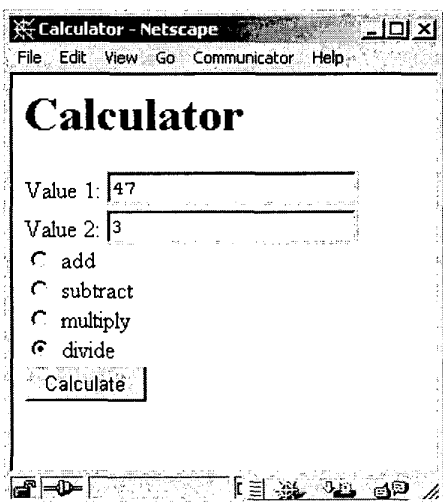 Calculator - Netscape
File Edit View Go Communicator Help
Calculator
Value 1: 47
Value 2: 3
add
subtract
multiply
divide
Calculate